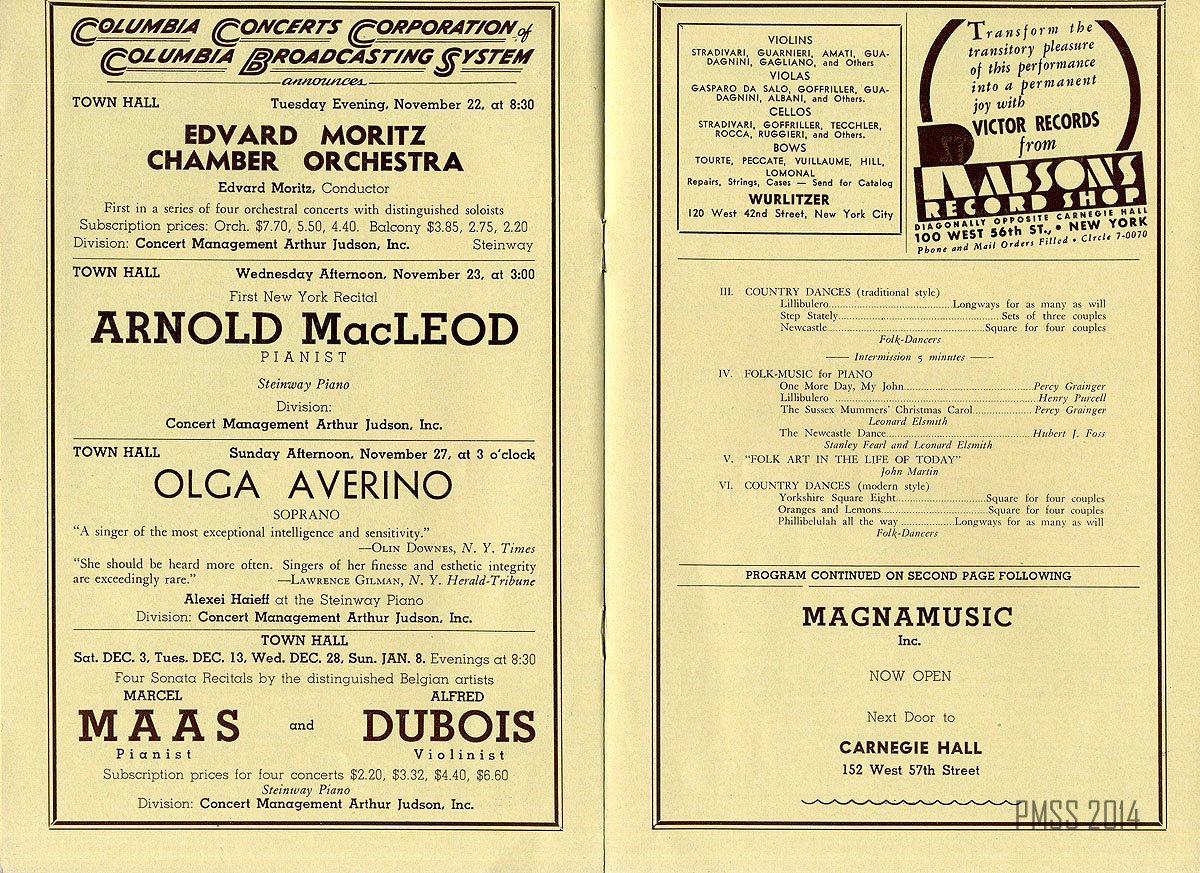 COLUMBIA CONCERTS CORPORATION of
COLUMBIA BROADCASTING SYSTEM
announces
TOWN HALL Tuesday Evening, November 22, at 8:30
EDVARD MORITZ
CHAMBER ORCHESTRA
Edvard Moritz, Conductor
First in a series of four orchestral concerts with distinguished soloists
Subscription prices: Orch. $7.70, 5.50, 4.40. Balcony $3.85, 2.75, 2.20
Division: Concert Management Arthur Judson, Inc. Steinway
TOWN HALL Wednesday Afternoon, November 23, at 3:00
First New York Recital
ARNOLD MacLEOD
PIANIST
Steinway Piano
Division:
Concert Management Arthur Judson, Inc.
TOWN HALL Sunday Afternoon, November 27, at 3 o'clock
OLGA AVERINO
SOPRANO
"A singer of the most exceptional intelligence and sensitivity."
—OLIN DOWNES, N. Y. Times
"She should be heard more often. Singers of her finesse and esthetic integrity
are exceedingly rare." —LAWRENCE GILMAN, N. Y. Herald-Tribune
Alexei Haieff at the Steinway Piano
Division: Concert Management Arthur Judson, Inc.
TOWN HALL
Sat. DEC. 3, Tues. DEC. 13, Wed. DEC. 28, Sun. JAN. 8. Evenings at 8:30
Four Sonata Recitals by the distinguished Belgian artists
MARCEL ALFRED
MAAS and DUBOIS
Pianist Violinist
Subscription prices for four concerts $2.20, $3.32, $4.40, $6.60
Steinway Piano
Division: Concert Management Arthur Judson, Inc.
VIOLINS
STRADIVARI, GUARNIERI, AMATI, GUA-
DAGNINI, GAGLIANO, and Others
VIOLAS
GASPARO DA SALO, GOFFRILLER, GUA-
DAGNINI, ALBANI, and Others.
CELLOS
STRADIVARI, GOFFRILLER, TECCHLER,
ROCCA, RUGGIERI, and Others.
BOWS
TOURTE, PECCATE, VUILLAUME, HILL,
LOMONAL
Repairs, Strings, Cases — Send for Catalog
WURLITZER
120 West 42nd Street, New York City
Transform the
transitory pleasure
of this performance
into a permanent
joy with
VICTOR RECORDS
from
RABSONS
RECORD SHOP
DIAGONALLY OPPOSITE CARNEGIE HALL
100 WEST 56th ST., • NEW YORK
Phone and Mail Orders Filled • CIrcle 7-0070
III. COUNTRY DANCES (traditional style)
Lillibulero......Longways for as many as will
Step Stately......Sets of three couples
Newcastle......Square for four couples
Folk-Dancers
—— Intermission 5 minutes ——
IV. FOLK-MUSIC for PIANO
One More Day, My John......Percy Grainger
Lillibulero......Henry Purcell
The Sussex Mummers' Christmas Carol......Percy Grainger
Leonard Elsmith
The Newcastle Dance......Hubert J. Foss
Stanley Fearl and Leonard Elsmith
V. "FOLK ART IN THE LIFE OF TODAY"
John Martin
VI. COUNTRY DANCES (modern style)
Yorkshire Square Eight......Square for four couples
Oranges and Lemons......Square for four couples
Phillibelulah all the way......Longways for as many as will
Folk-Dancers
PROGRAM CONTINUED ON SECOND PAGE FOLLOWING
MAGNAMUSIC
Inc.
NOW OPEN
Next Door to
CARNEGIE HALL
152 West 57th Street
PMSS 2014